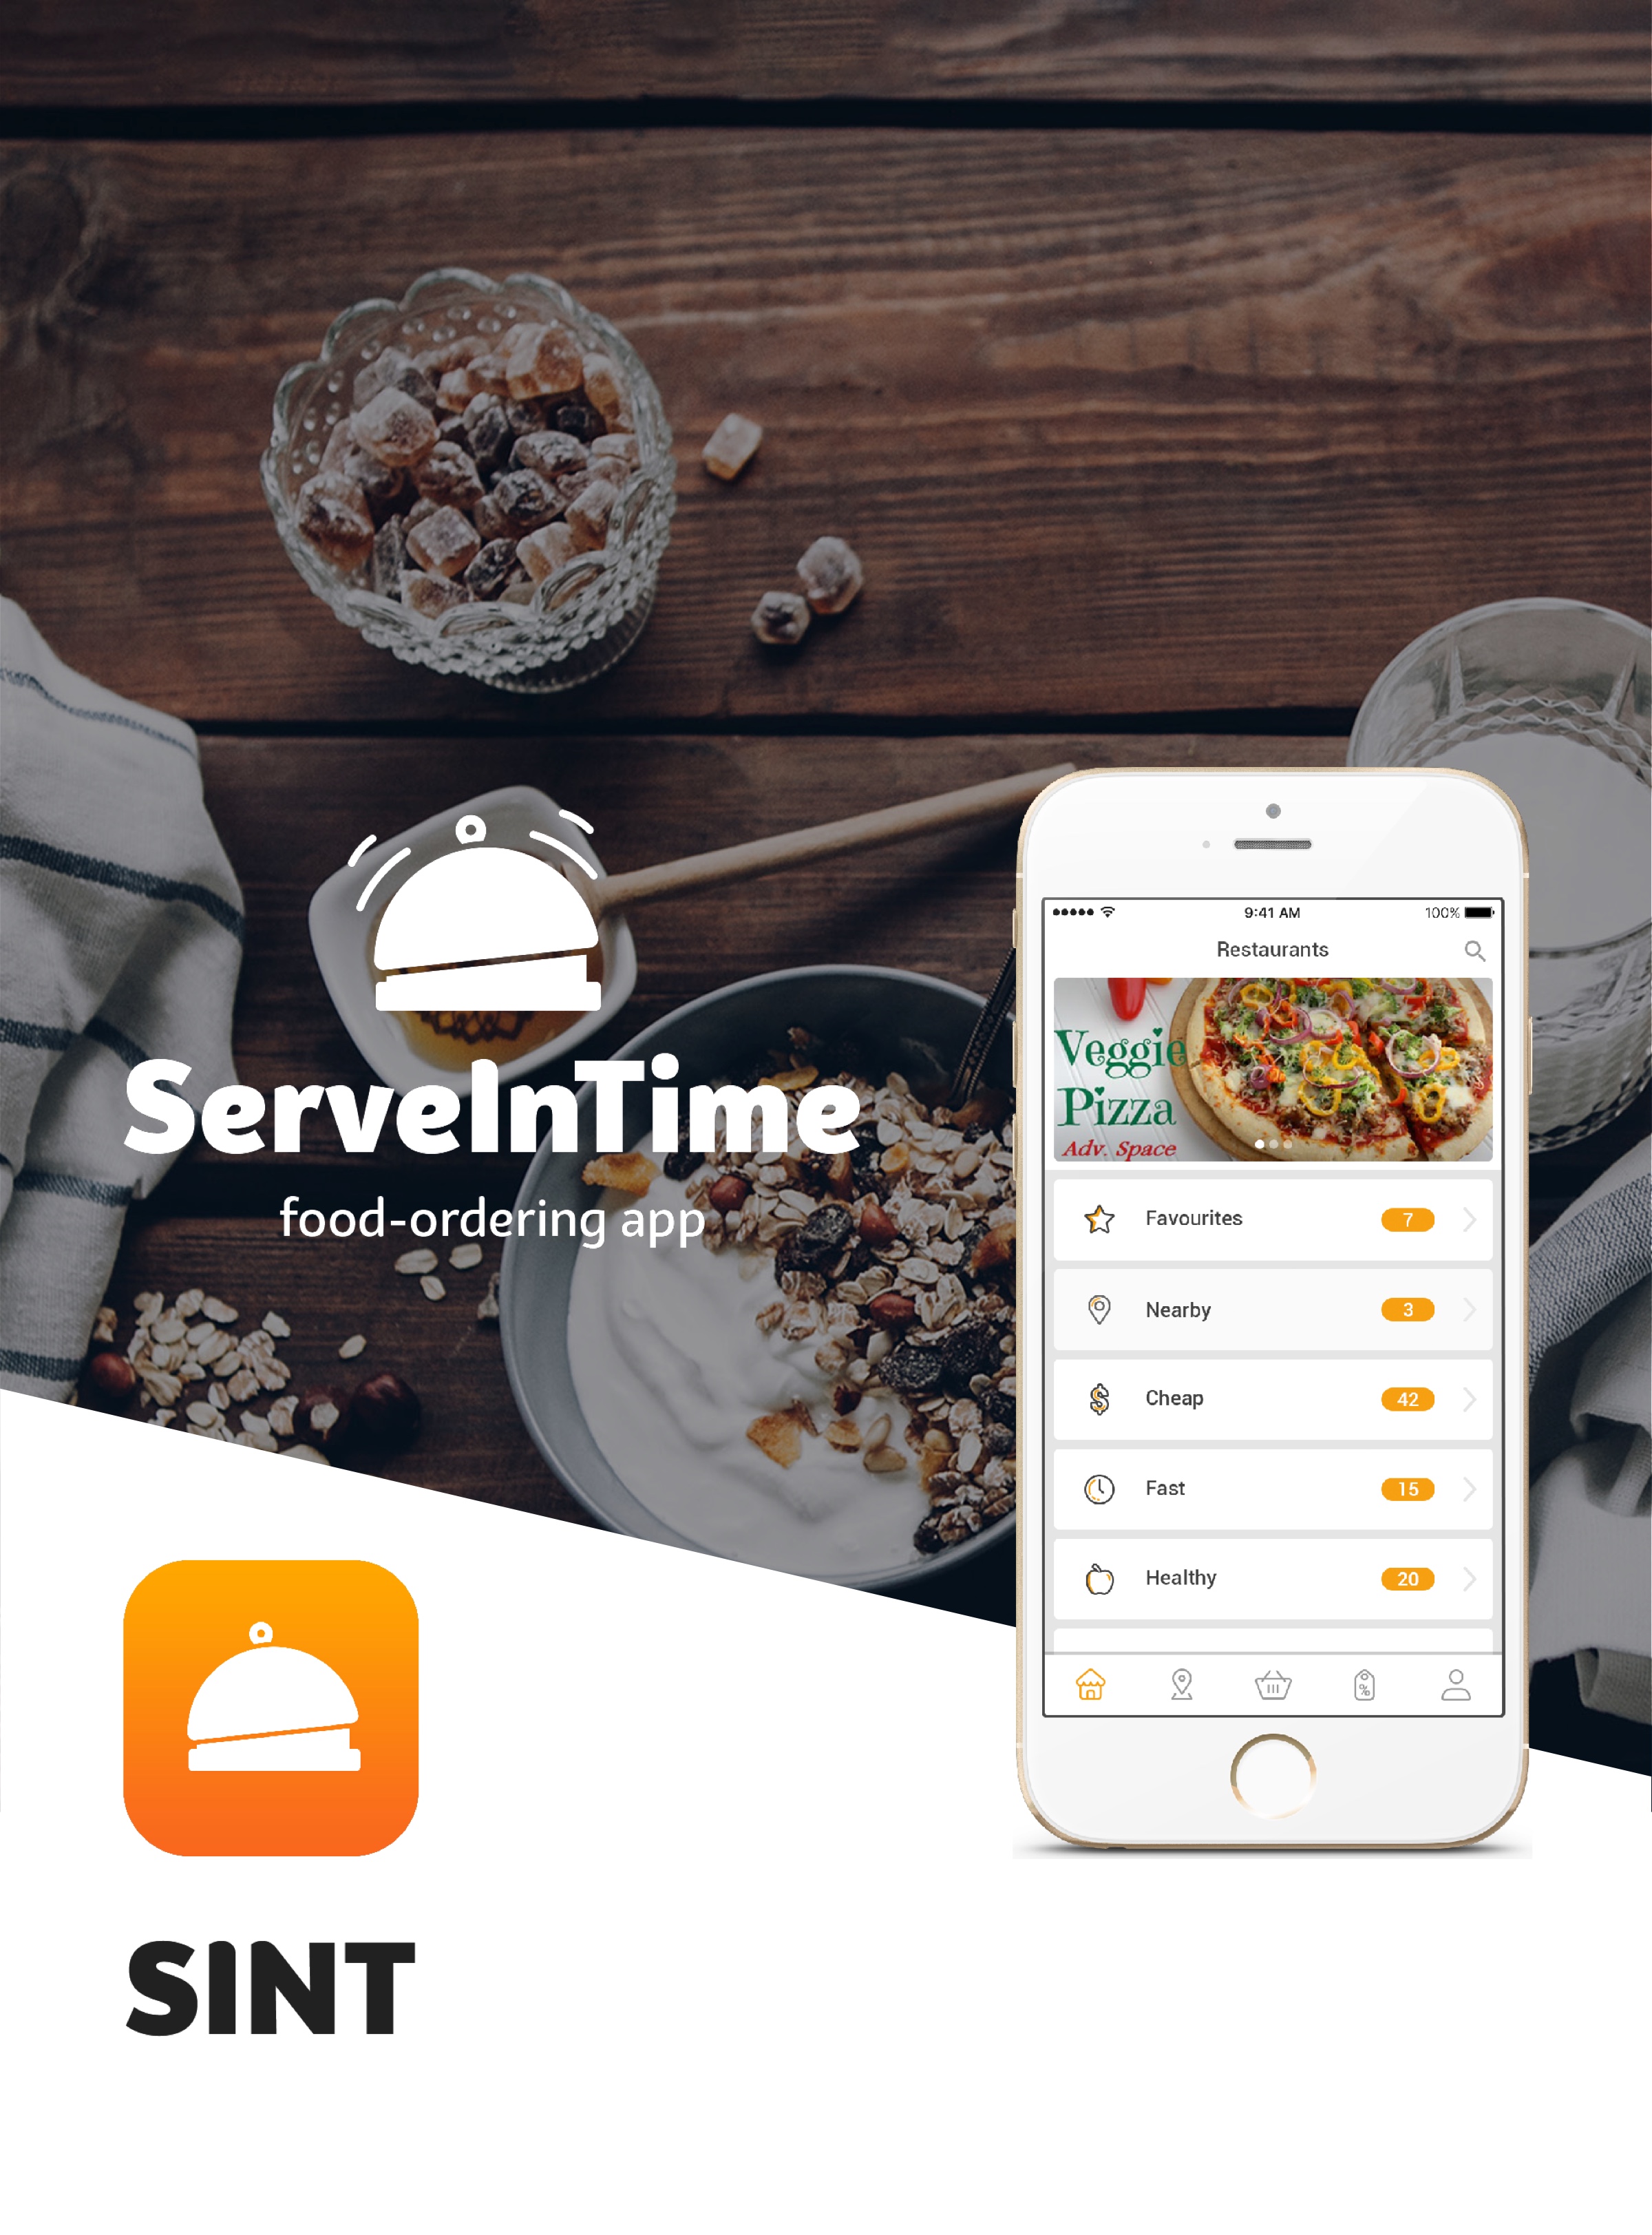 ServeInTime
food-ordering app
9:41 AM
100%
Restaurants
Veggie
Pizza
Adv. Space
Favourites 7
Nearby 3
Cheap 42
Fast 15
Healthy 20
%
SINT